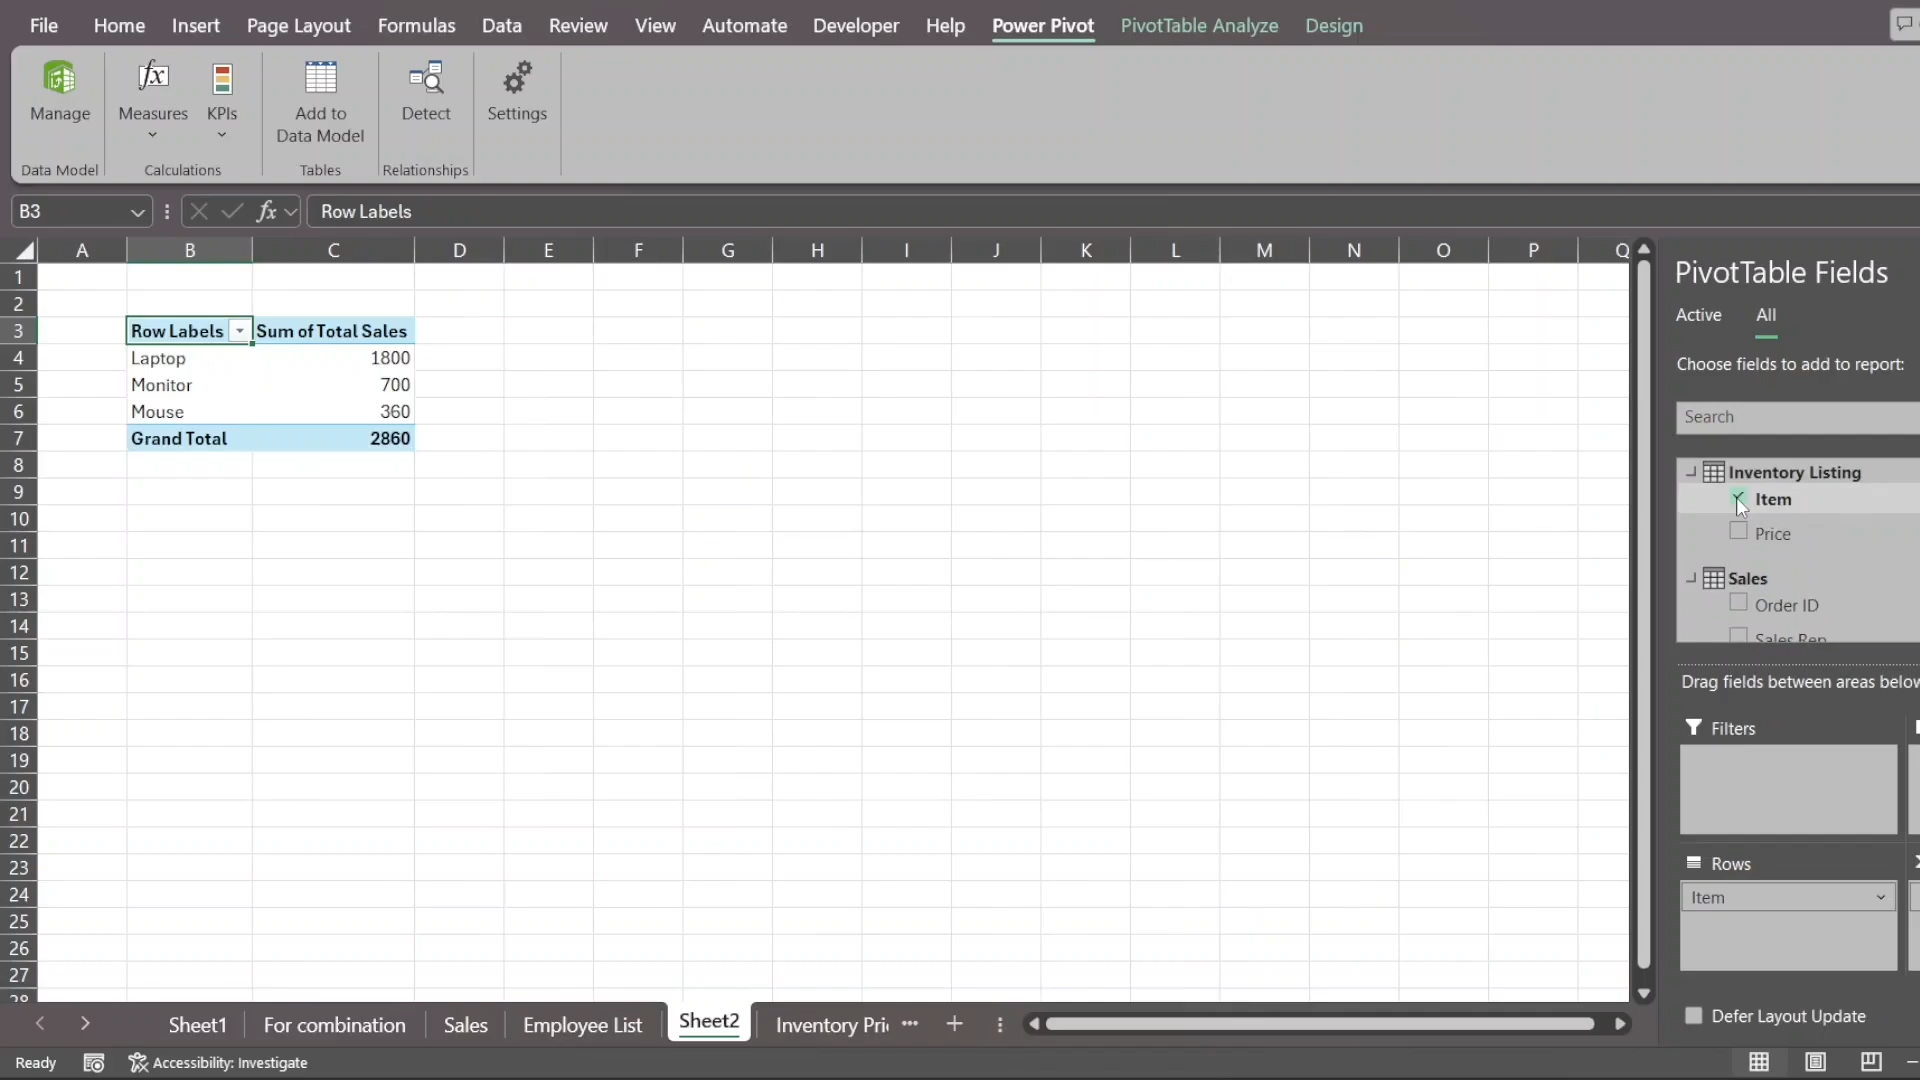 File Home Insert Page Layout Formulas Data Review View Automate Developer Help Power Pivot PivotTable Analyze Design
Manage Measures KPIs Add to Data Model Detect Settings
Data Model Calculations Tables Relationships
B3 fx Row Labels
A B C D E F G H I J K L M N O P Q
1
2
3 Row Labels Sum of Total Sales
4 Laptop 1800
5 Monitor 700
6 Mouse 360
7 Grand Total 2860
8
9
10
11
12
13
14
15
16
17
18
19
20
21
22
23
24
25
26
27
28
PivotTable Fields
Active All
Choose fields to add to report:
Search
Inventory Listing
Item
Price
Sales
Order ID
Sales Rep
Drag fields between areas below
Filters
Rows
Item
Defer Layout Update
Sheet1 For combination Sales Employee List Sheet2 Inventory Pri ...
Ready Accessibility: Investigate